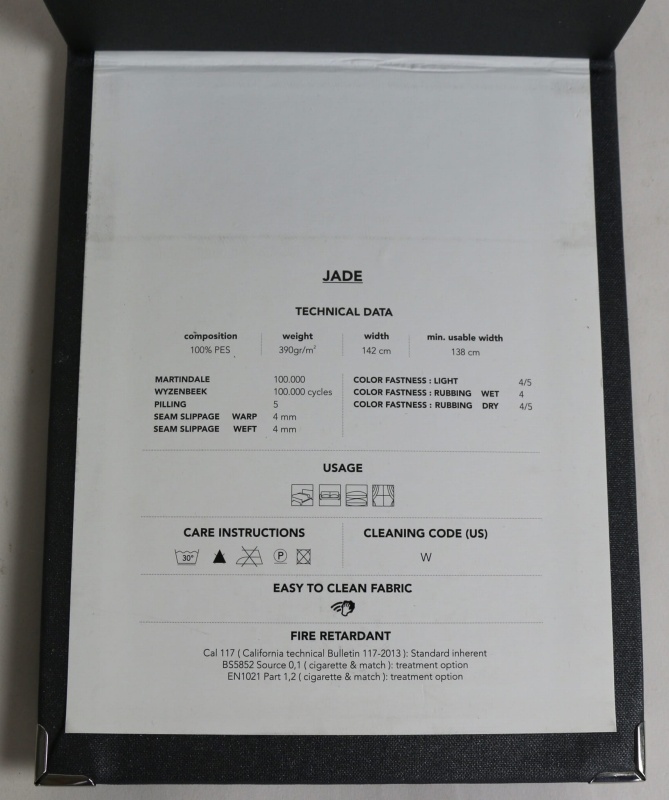 JADE
TECHNICAL DATA
composition weight width min. usable width
100% PES 390gr/m² 142 cm 138 cm
MARTINDALE 100.000
WYZENBEEK 100.000 cycles
PILLING 5
SEAM SLIPPAGE WARP 4 mm
SEAM SLIPPAGE WEFT 4 mm
COLOR FASTNESS : LIGHT 4/5
COLOR FASTNESS : RUBBING WET 4
COLOR FASTNESS : RUBBING DRY 4/5
USAGE
CARE INSTRUCTIONS
30°
P
CLEANING CODE (US)
W
EASY TO CLEAN FABRIC
FIRE RETARDANT
Cal 117 ( California technical Bulletin 117-2013 ): Standard inherent
BS5852 Source 0,1 ( cigarette & match ): treatment option
EN1021 Part 1,2 ( cigarette & match ): treatment option